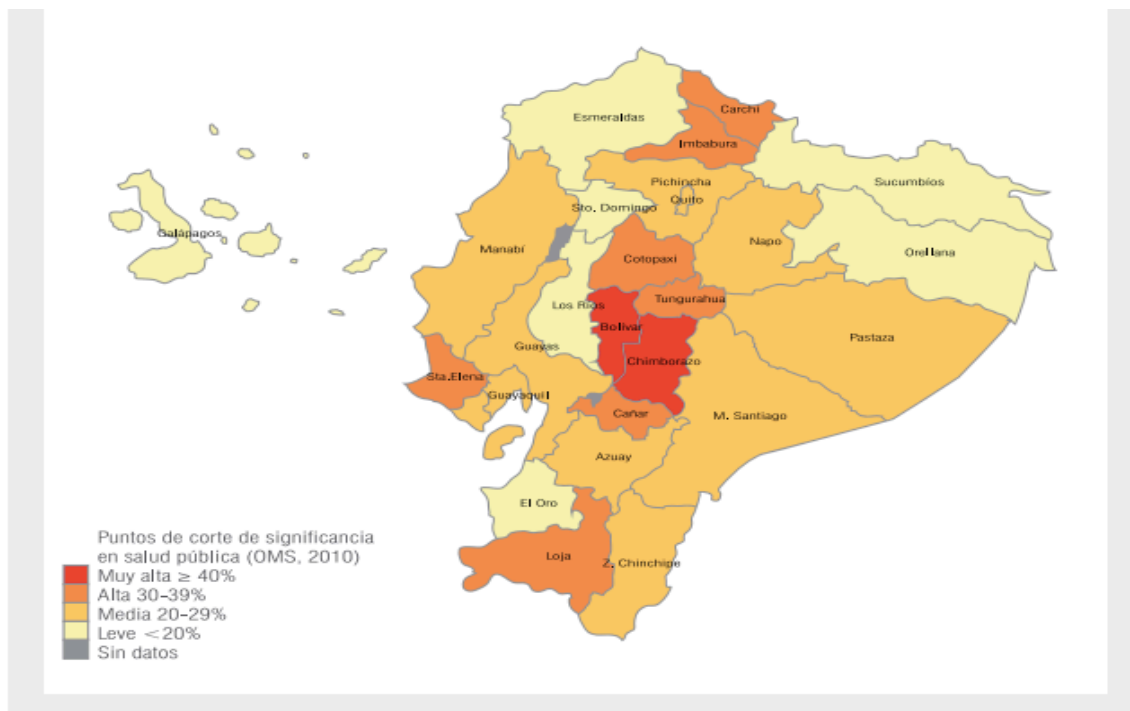 Carchi
Esmeraldas
Imbabura
Pichincha
Sucumbíos
Quito
Sto. Domingo
Galápagos
Napo
Manabí
Orellana
Cotopaxi
Tungurahua
Los Ríos
Bolívar
Pastaza
Guayas
Chimborazo
Sta.Elena
Guayaquil
Cañar
M. Santiago
Azuay
El Oro
Loja
Z. Chinchipe
Puntos de corte de significancia
en salud pública (OMS, 2010)
Muy alta ≥ 40%
Alta 30-39%
Media 20-29%
Leve <20%
Sin datos